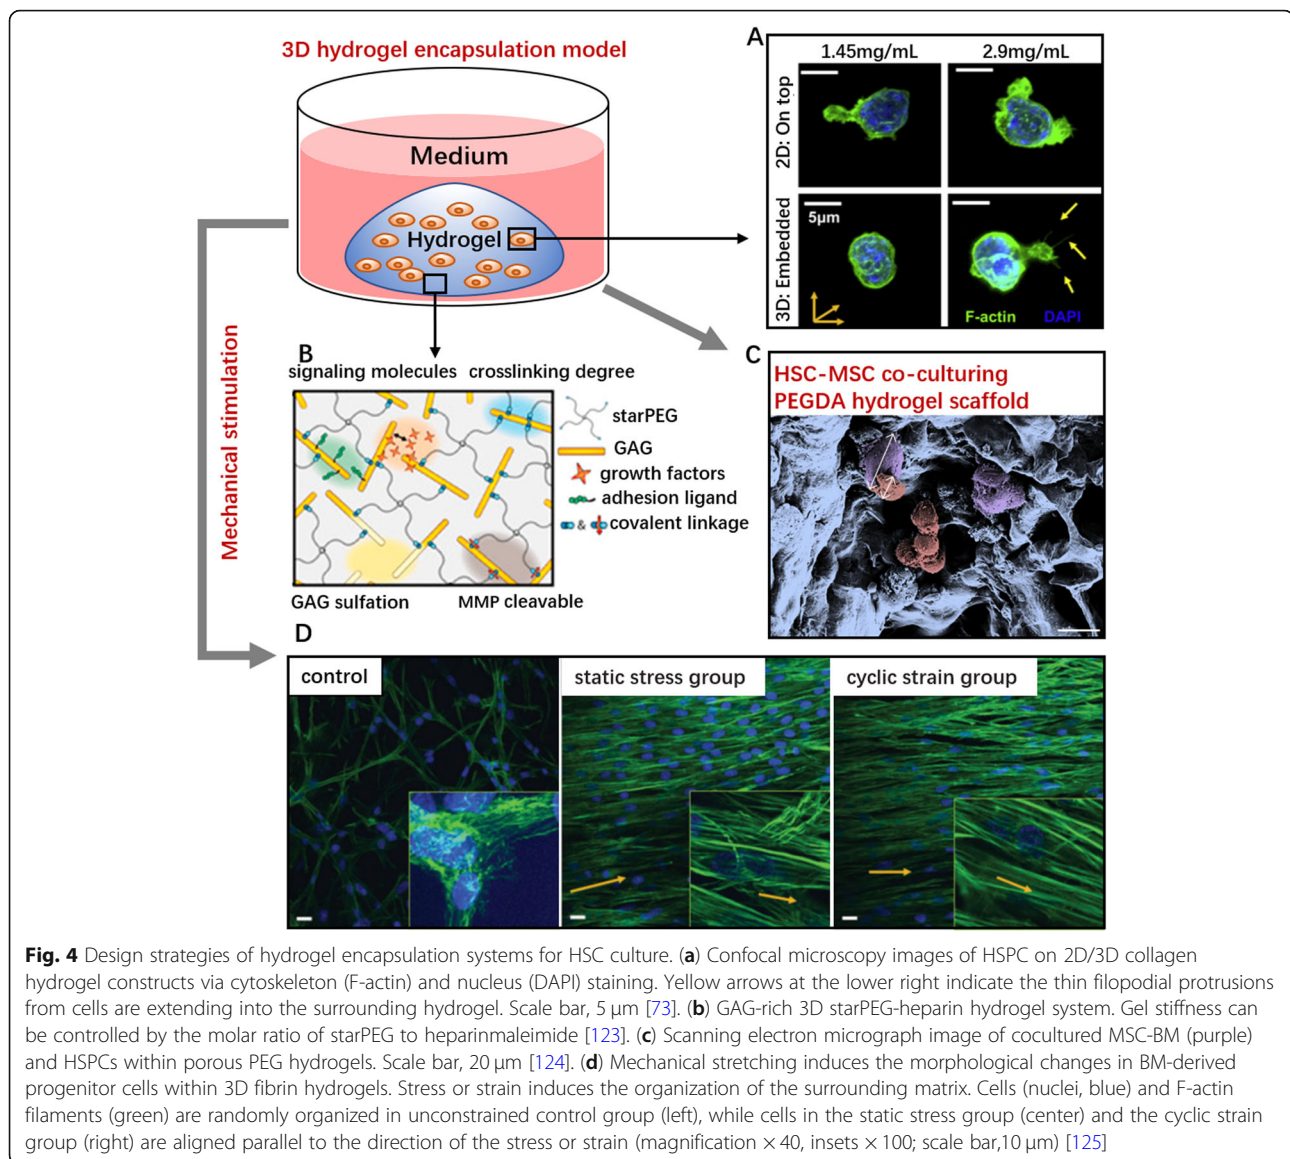 3D hydrogel encapsulation model
Medium
Hydrogel
Mechanical stimulation
A
1.45mg/mL
2.9mg/mL
2D: On top
3D: Embedded
5μm
F-actin
DAPI
B
signaling molecules
crosslinking degree
starPEG
GAG
growth factors
adhesion ligand
& covalent linkage
GAG sulfation
MMP cleavable
C
HSC-MSC co-culturing
PEGDA hydrogel scaffold
D
control
static stress group
cyclic strain group
Fig. 4 Design strategies of hydrogel encapsulation systems for HSC culture. (a) Confocal microscopy images of HSPC on 2D/3D collagen
hydrogel constructs via cytoskeleton (F-actin) and nucleus (DAPI) staining. Yellow arrows at the lower right indicate the thin filopodial protrusions
from cells are extending into the surrounding hydrogel. Scale bar, 5 μm [73]. (b) GAG-rich 3D starPEG-heparin hydrogel system. Gel stiffness can
be controlled by the molar ratio of starPEG to heparinmaleimide [123]. (c) Scanning electron micrograph image of cocultured MSC-BM (purple)
and HSPCs within porous PEG hydrogels. Scale bar, 20 μm [124]. (d) Mechanical stretching induces the morphological changes in BM-derived
progenitor cells within 3D fibrin hydrogels. Stress or strain induces the organization of the surrounding matrix. Cells (nuclei, blue) and F-actin
filaments (green) are randomly organized in unconstrained control group (left), while cells in the static stress group (center) and the cyclic strain
group (right) are aligned parallel to the direction of the stress or strain (magnification × 40, insets × 100; scale bar,10 μm) [125]